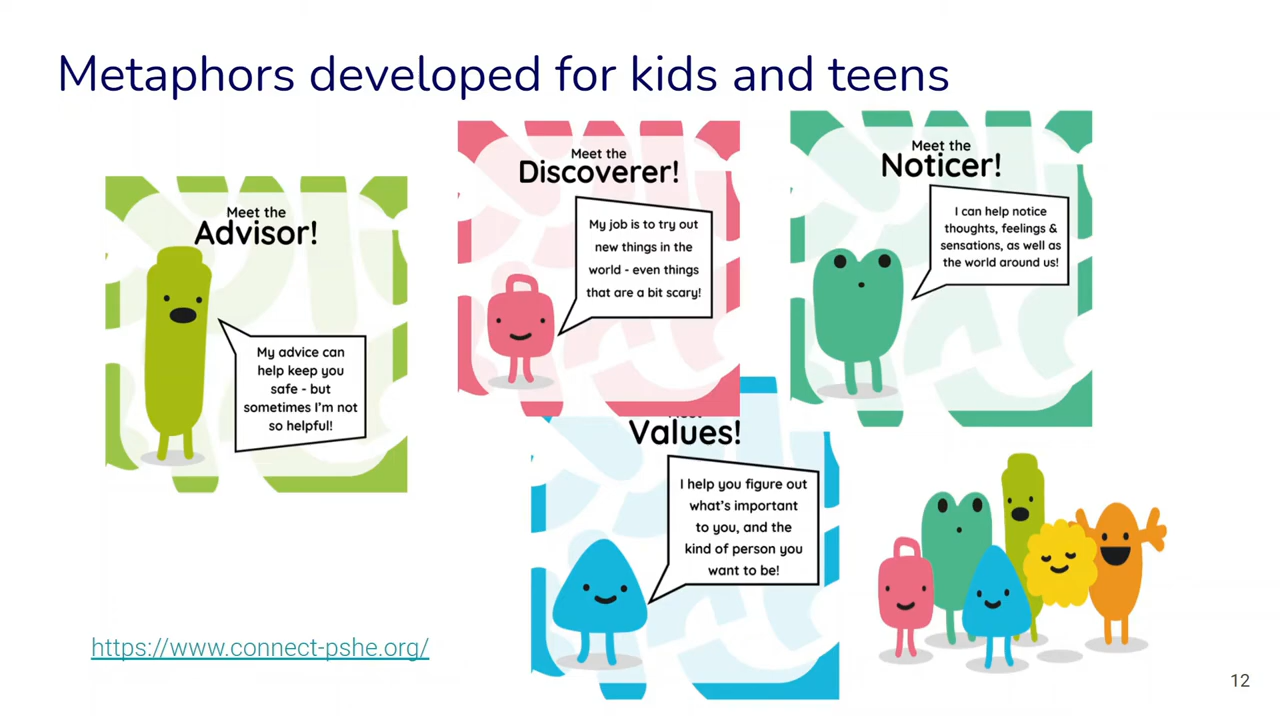 Metaphors developed for kids and teens
Meet the
Advisor!
My advice can
help keep you
safe - but
sometimes I'm not
so helpful!
Meet the
Discoverer!
My job is to try out
new things in the
world - even things
that are a bit scary!
Meet the
Noticer!
I can help notice
thoughts, feelings &
sensations, as well as
the world around us!
Values!
I help you figure out
what's important
to you, and the
kind of person you
want to be!
https://www.connect-pshe.org/
12